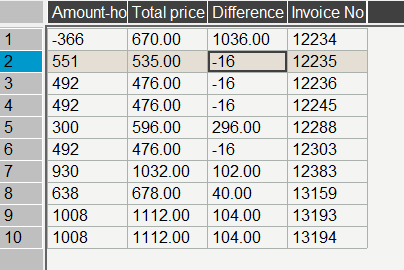 Amount-ho Total price Difference Invoice No
1 -366 670.00 1036.00 12234
2 551 535.00 -16 12235
3 492 476.00 -16 12236
4 492 476.00 -16 12245
5 300 596.00 296.00 12288
6 492 476.00 -16 12303
7 930 1032.00 102.00 12383
8 638 678.00 40.00 13159
9 1008 1112.00 104.00 13193
10 1008 1112.00 104.00 13194